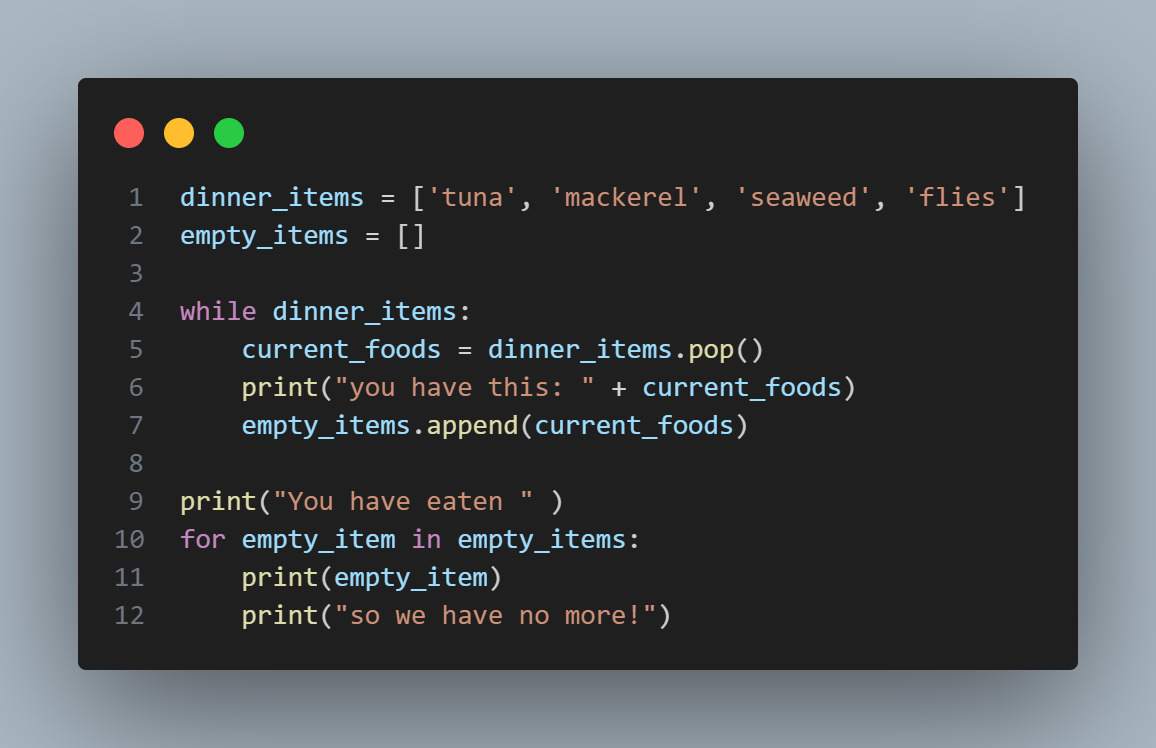 1 dinner_items = ['tuna', 'mackerel', 'seaweed', 'flies']
2 empty_items = []
3
4 while dinner_items:
5     current_foods = dinner_items.pop()
6     print("you have this: " + current_foods)
7     empty_items.append(current_foods)
8
9 print("You have eaten " )
10 for empty_item in empty_items:
11     print(empty_item)
12     print("so we have no more!")